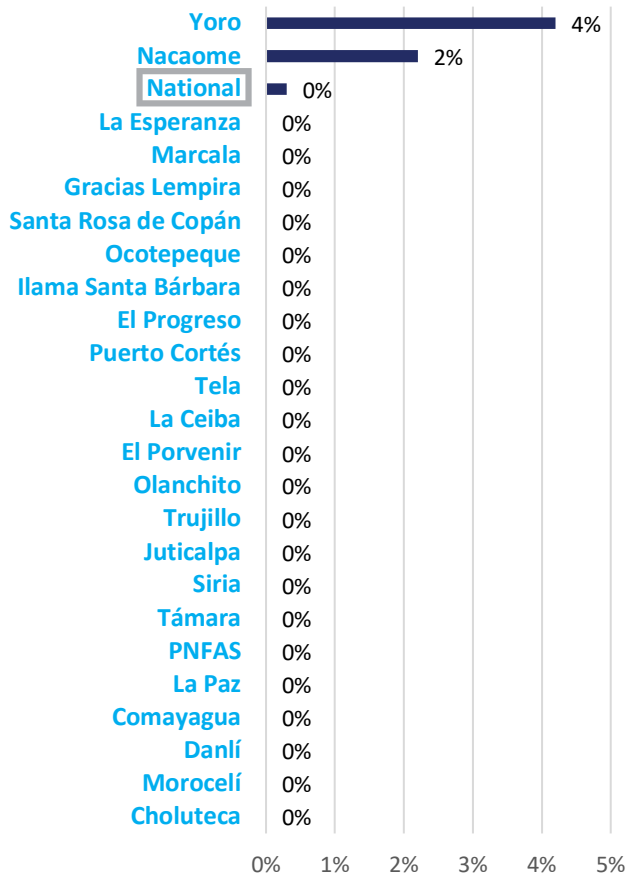 Yoro 4%
Nacaome 2%
National 0%
La Esperanza 0%
Marcala 0%
Gracias Lempira 0%
Santa Rosa de Copán 0%
Ocotepeque 0%
Ilama Santa Bárbara 0%
El Progreso 0%
Puerto Cortés 0%
Tela 0%
La Ceiba 0%
El Porvenir 0%
Olanchito 0%
Trujillo 0%
Juticalpa 0%
Siria 0%
Támara 0%
PNFAS 0%
La Paz 0%
Comayagua 0%
Danlí 0%
Morocelí 0%
Choluteca 0%
0% 1% 2% 3% 4% 5%